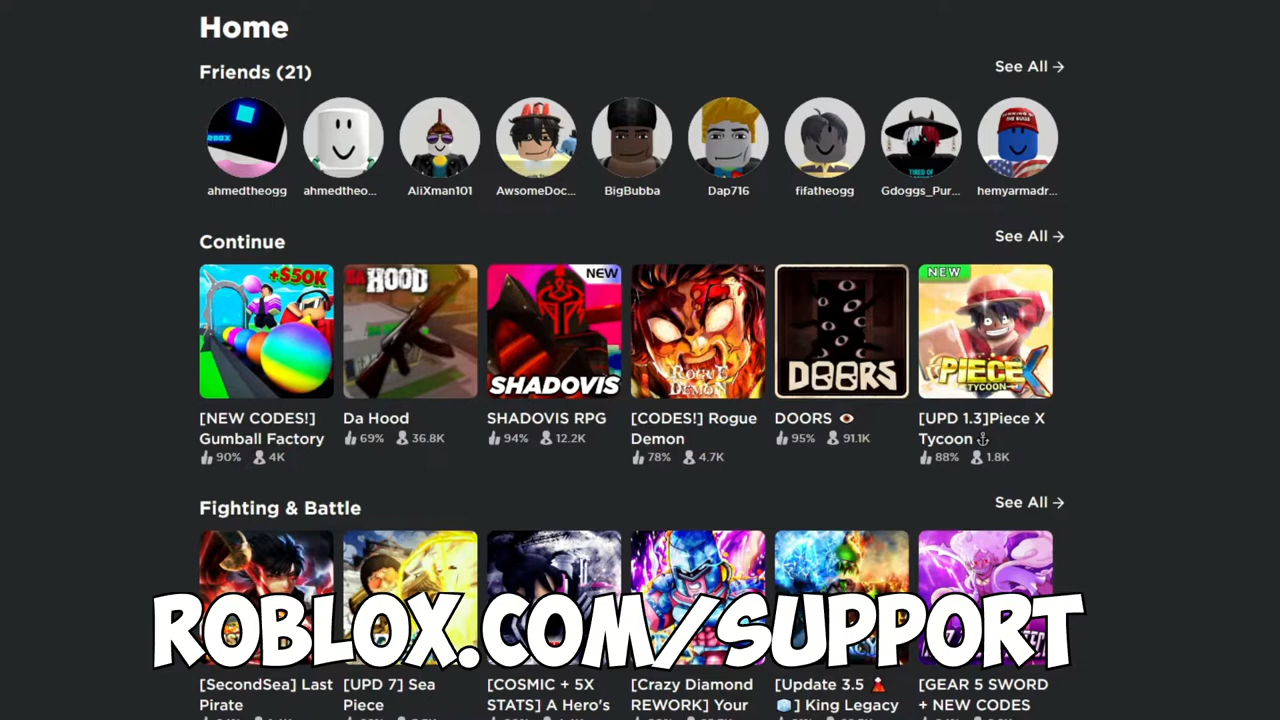 Home
Friends (21)
See All →
ahmedtheogg
ahmedtheo...
AliXman101
AwsomeDoc...
BigBubba
Dap716
fifatheogg
Gdoggs_Pur...
hemyarmadr...
Continue
See All →
+$50K
DA HOOD
NEW
SHADOVIS
ROGUE DEMON
DOORS
NEW
PIECE X
TYCOON
[NEW CODES!] Gumball Factory
90% 4K
Da Hood
69% 36.8K
SHADOVIS RPG
94% 12.2K
[CODES!] Rogue Demon
78% 4.7K
DOORS 👁️
95% 91.1K
[UPD 1.3]Piece X Tycoon ⚓
88% 1.8K
Fighting & Battle
See All →
ROBLOX.COM/SUPPORT
[SecondSea] Last Pirate
[UPD 7] Sea Piece
[COSMIC + 5X STATS] A Hero's
[Crazy Diamond REWORK] Your
[Update 3.5 🎄🧊] King Legacy
[GEAR 5 SWORD + NEW CODES